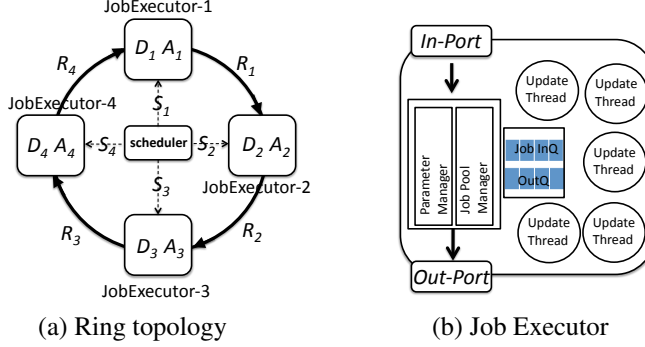 JobExecutor-1
D1 A1
R4
R1
JobExecutor-4
S1
D4 A4
S4
scheduler
S2
D2 A2
S3
JobExecutor-2
R3
R2
D3 A3
JobExecutor-3
(a) Ring topology
In-Port
Update
Thread
Update
Thread
Parameter
Manager
Job Pool
Manager
Job InQ
OutQ
Update
Thread
Update
Thread
Update
Thread
Out-Port
(b) Job Executor